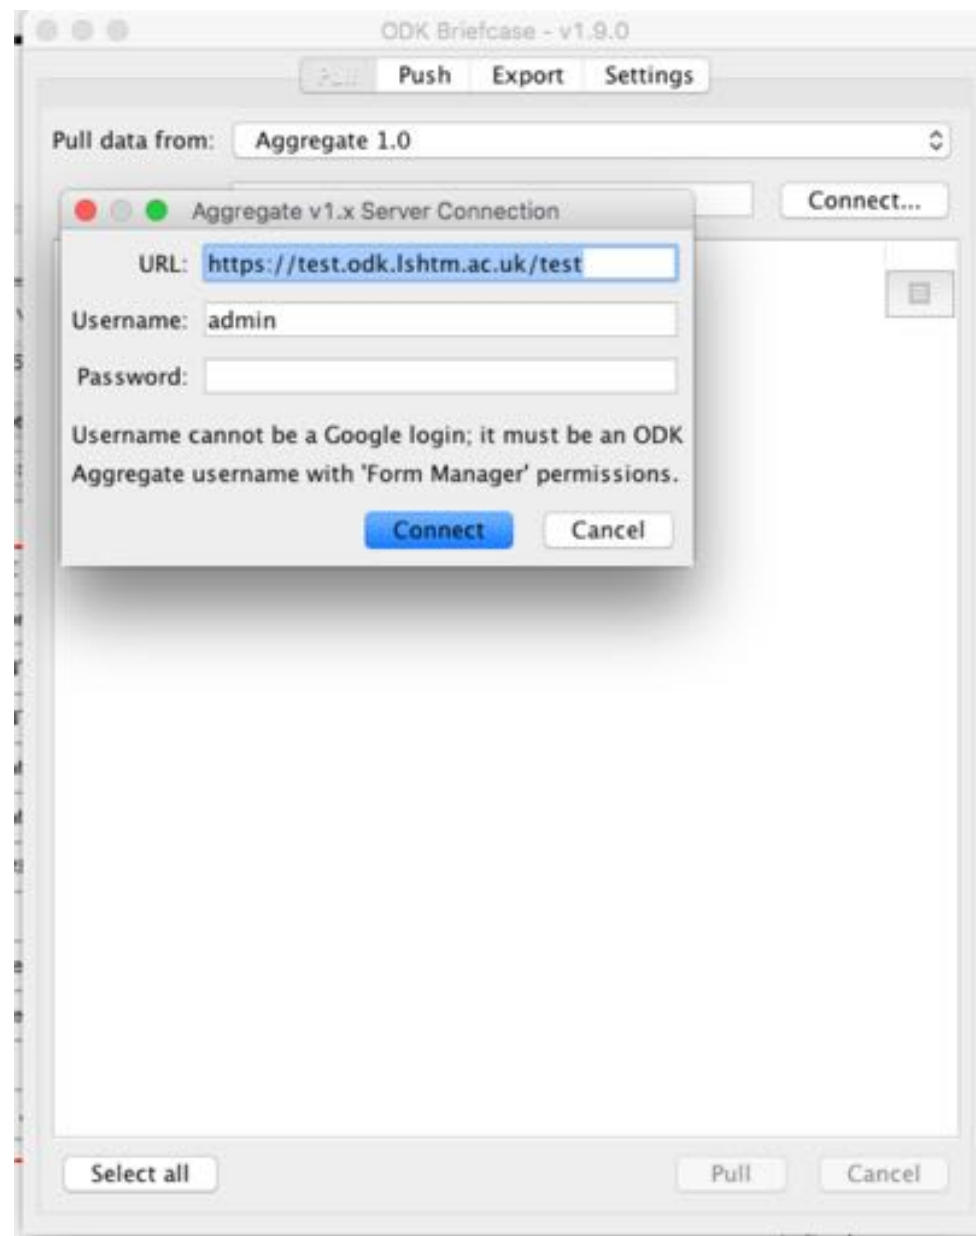 ODK Briefcase - v1.9.0
Pull Push Export Settings
Pull data from: Aggregate 1.0
Connect...
Aggregate v1.x Server Connection
URL: https://test.odk.lshtm.ac.uk/test
Username: admin
Password:
Username cannot be a Google login; it must be an ODK
Aggregate username with 'Form Manager' permissions.
Connect Cancel
Select all Pull Cancel